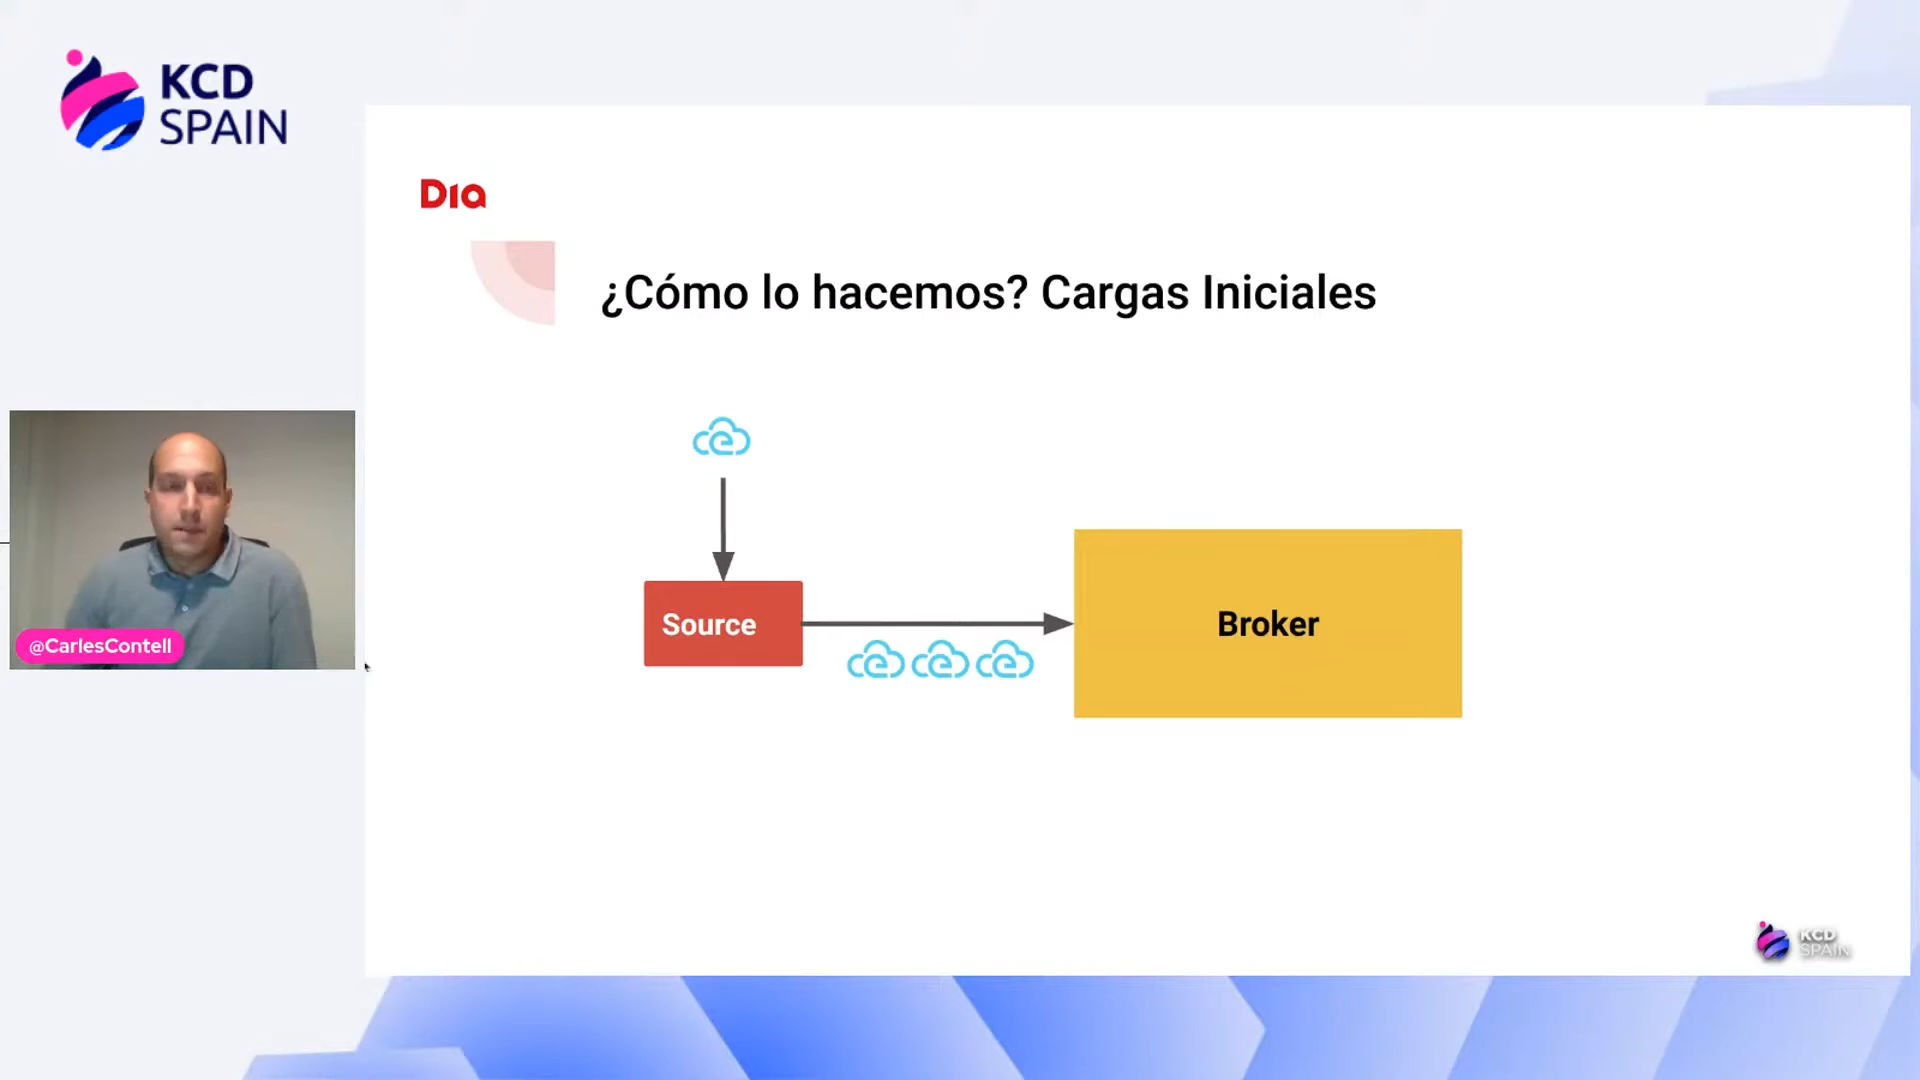 KCD
SPAIN
Dia
¿Cómo lo hacemos? Cargas Iniciales
Source
Broker
@CarlesContell
KCD
SPAIN